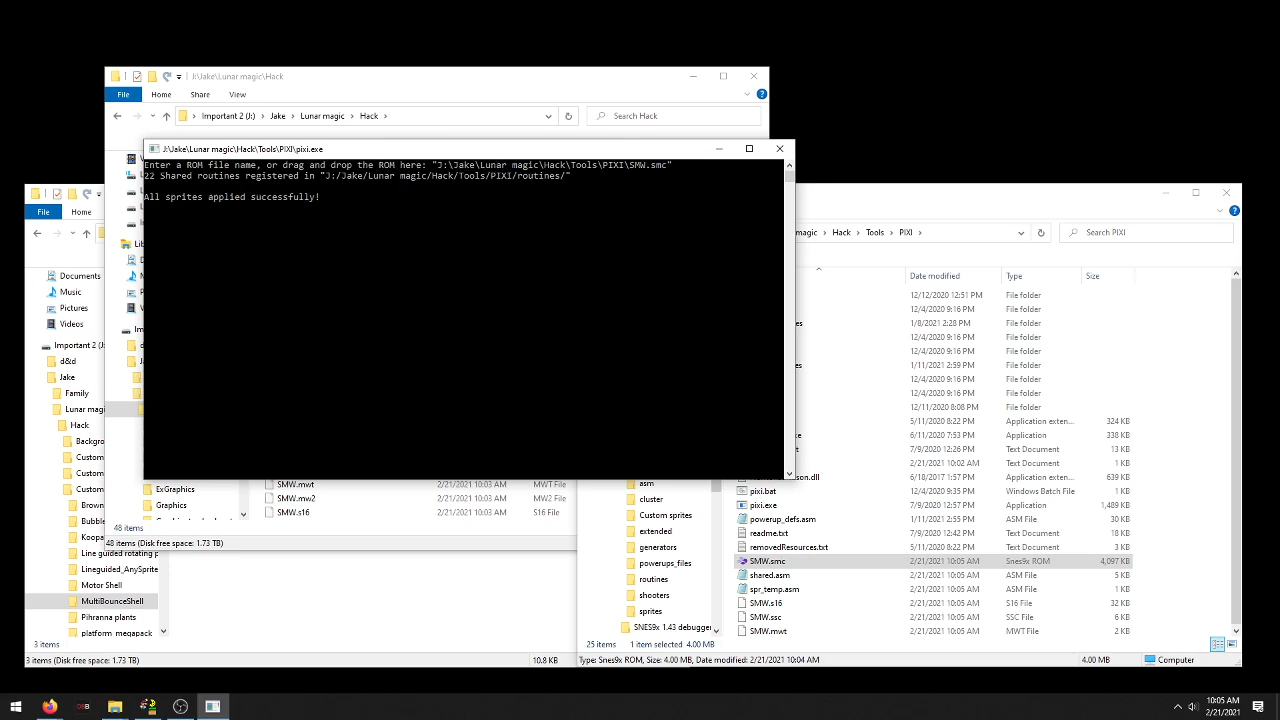 J:\Jake\Lunar magic\Hack
File
Home
Share
View
Important 2 (J:)
Jake
Lunar magic
Hack
Search Hack
J:\Jake\Lunar magic\Hack\Tools\PIXI\pixi.exe
Enter a ROM file name, or drag and drop the ROM here: "J:\Jake\Lunar magic\Hack\Tools\PIXI\SMW.smc"
22 Shared routines registered in "J:/Jake/Lunar magic/Hack/Tools/PIXI/routines/"
All sprites applied successfully!
File
Home
magic
Hack
Tools
PIXI
Search PIXI
Documents
Music
Pictures
Videos
Important 2 (J:
d&d
Jake
Family
Lunar magi
Hack
Backgro
Custom
Custom
Custom
Brown
Bubble
Koopa
Line guided rotating p
Lineguided_AnySprite
Motor Shell
MultiBounceShell
Pihranna plants
platform_megapack
3 items
3 items (Disk free space: 1.73 TB)
10.8 KB
ExGraphics
Graphics
48 items
48 items (Disk free space: 1.73 TB)
SMW.mwt 2/21/2021 10:03 AM MWT File
SMW.mw2 2/21/2021 10:03 AM MW2 File
SMW.s16 2/21/2021 10:03 AM S16 File
Date modified Type Size
12/12/2020 12:51 PM File folder
12/4/2020 9:16 PM File folder
1/8/2021 2:28 PM File folder
12/4/2020 9:16 PM File folder
12/4/2020 9:16 PM File folder
1/11/2021 2:59 PM File folder
12/4/2020 9:16 PM File folder
12/4/2020 9:16 PM File folder
12/11/2020 8:08 PM File folder
5/11/2020 8:22 PM Application exten... 324 KB
6/11/2020 7:53 PM Application 338 KB
7/9/2020 12:26 PM Text Document 13 KB
2/21/2021 10:02 AM Text Document 1 KB
6/18/2017 1:57 PM Application exten... 639 KB
pixi.bat 12/4/2020 9:35 PM Windows Batch File 1 KB
pixi.exe 7/9/2020 12:57 PM Application 1,489 KB
powerup_defs.asm 1/11/2021 2:55 PM ASM File 30 KB
readme.txt 7/9/2020 12:42 PM Text Document 18 KB
removedResources.txt 5/11/2020 8:22 PM Text Document 3 KB
SMW.smc 2/21/2021 10:05 AM Snes9x ROM 4,097 KB
shared.asm 2/21/2021 10:05 AM ASM File 5 KB
spr_temp.asm 2/21/2021 10:05 AM ASM File 1 KB
SMW.s16 2/21/2021 10:05 AM S16 File 32 KB
SMW.ssc 2/21/2021 10:05 AM SSC File 6 KB
SMW.mwt 2/21/2021 10:05 AM MWT File 2 KB
asm
cluster
Custom sprites
extended
generators
powerups_files
routines
shooters
sprites
SNES9x 1.43 debugger
25 items
1 item selected 4.00 MB
Type: Snes9x ROM, Size: 4.00 MB, Date modified: 2/21/2021 10:04 AM
4.00 MB
Computer
10:05 AM
2/21/2021